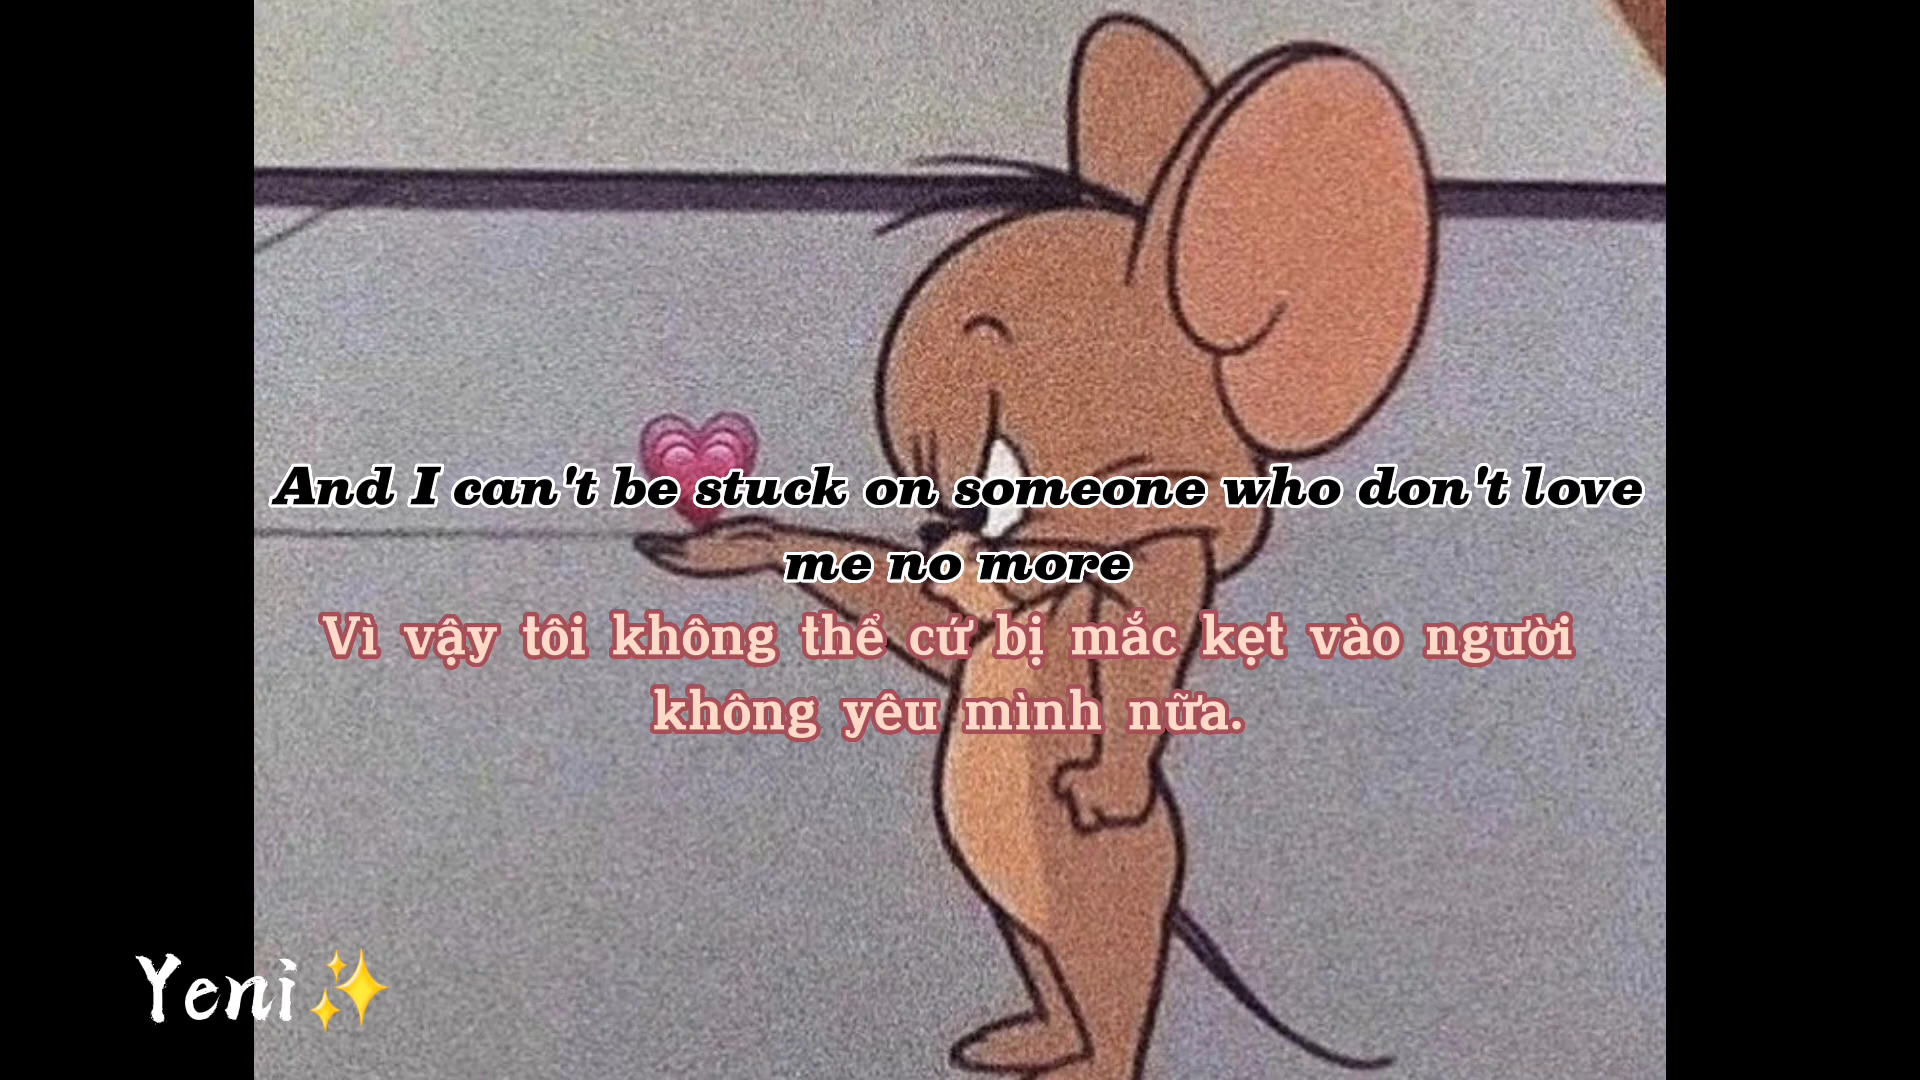 And I can't be stuck on someone who don't love
me no more
Vì vậy tôi không thể cứ bị mắc kẹt vào người
không yêu mình nữa.
Yeni✨